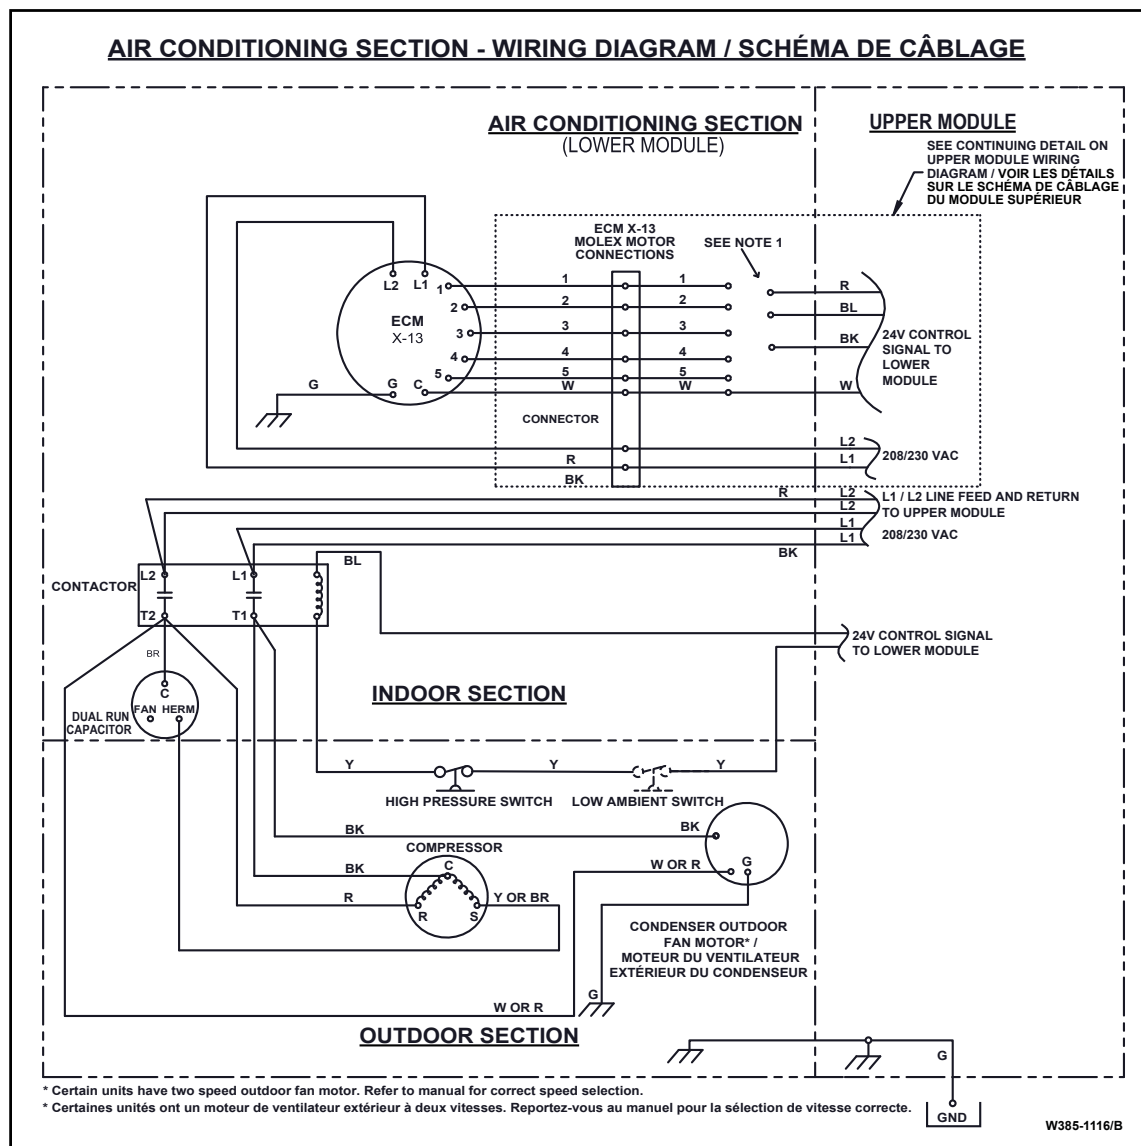 AIR CONDITIONING SECTION - WIRING DIAGRAM / SCHÉMA DE CÂBLAGE
AIR CONDITIONING SECTION
(LOWER MODULE)
UPPER MODULE
SEE CONTINUING DETAIL ON
UPPER MODULE WIRING
DIAGRAM / VOIR LES DÉTAILS
SUR LE SCHÉMA DE CÂBLAGE
DU MODULE SUPÉRIEUR
ECM X-13
MOLEX MOTOR
CONNECTIONS
SEE NOTE 1
L2 L1 1 1 1 R
2 2 2 BL
ECM
X-13
3 3 3 BK
4 4 4
5 5 5
G G C W W W
24V CONTROL
SIGNAL TO
LOWER
MODULE
CONNECTOR
L2
R L1
208/230 VAC
BK
R L2
L2
L1
L1
BK
L1 / L2 LINE FEED AND RETURN
TO UPPER MODULE
208/230 VAC
BL
CONTACTOR
L2 L1
T2 T1
24V CONTROL SIGNAL
TO LOWER MODULE
BR
C
FAN HERM
DUAL RUN
CAPACITOR
INDOOR SECTION
Y Y Y
HIGH PRESSURE SWITCH
LOW AMBIENT SWITCH
BK BK
COMPRESSOR
BK C W OR R G
R R S Y OR BR
CONDENSER OUTDOOR
FAN MOTOR* /
MOTEUR DU VENTILATEUR
EXTÉRIEUR DU CONDENSEUR
G
W OR R
OUTDOOR SECTION
G
GND
* Certain units have two speed outdoor fan motor. Refer to manual for correct speed selection.
* Certaines unités ont un moteur de ventilateur extérieur à deux vitesses. Reportez-vous au manuel pour la sélection de vitesse correcte.
W385-1116/B